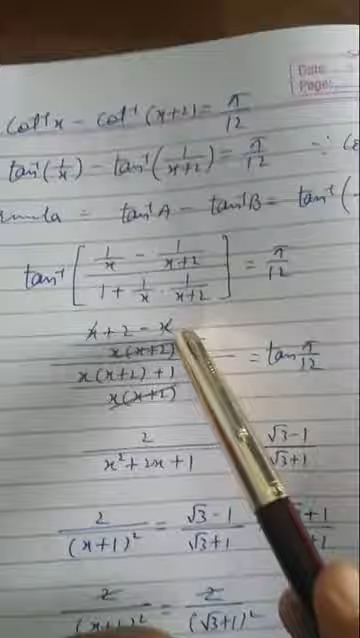 Date:
Page:
cot⁻¹x - cot⁻¹(x+2) = π/12
tan⁻¹(1/x) - tan⁻¹(1/(x+2)) = π/12 ∵
= tan⁻¹A - tan⁻¹B = tan⁻¹(
tan⁻¹[(1/x - 1/(x+2))/(1 + 1/x · 1/(x+2))] = π/12
((x+2-x)/(x(x+2)))/((x(x+2)+1)/(x(x+2))) = tan π/12
2/(x²+2x+1) √3-1/√3+1
2/(x+1)² = √3-1/√3+1
2/(x+1)² = 2/(√3+1)²